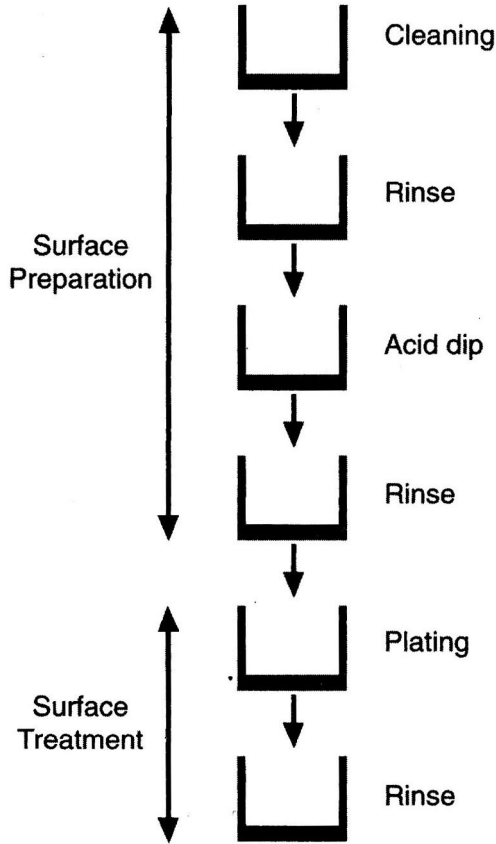 Cleaning
Rinse
Surface
Preparation
Acid dip
Rinse
Plating
Surface
Treatment
Rinse